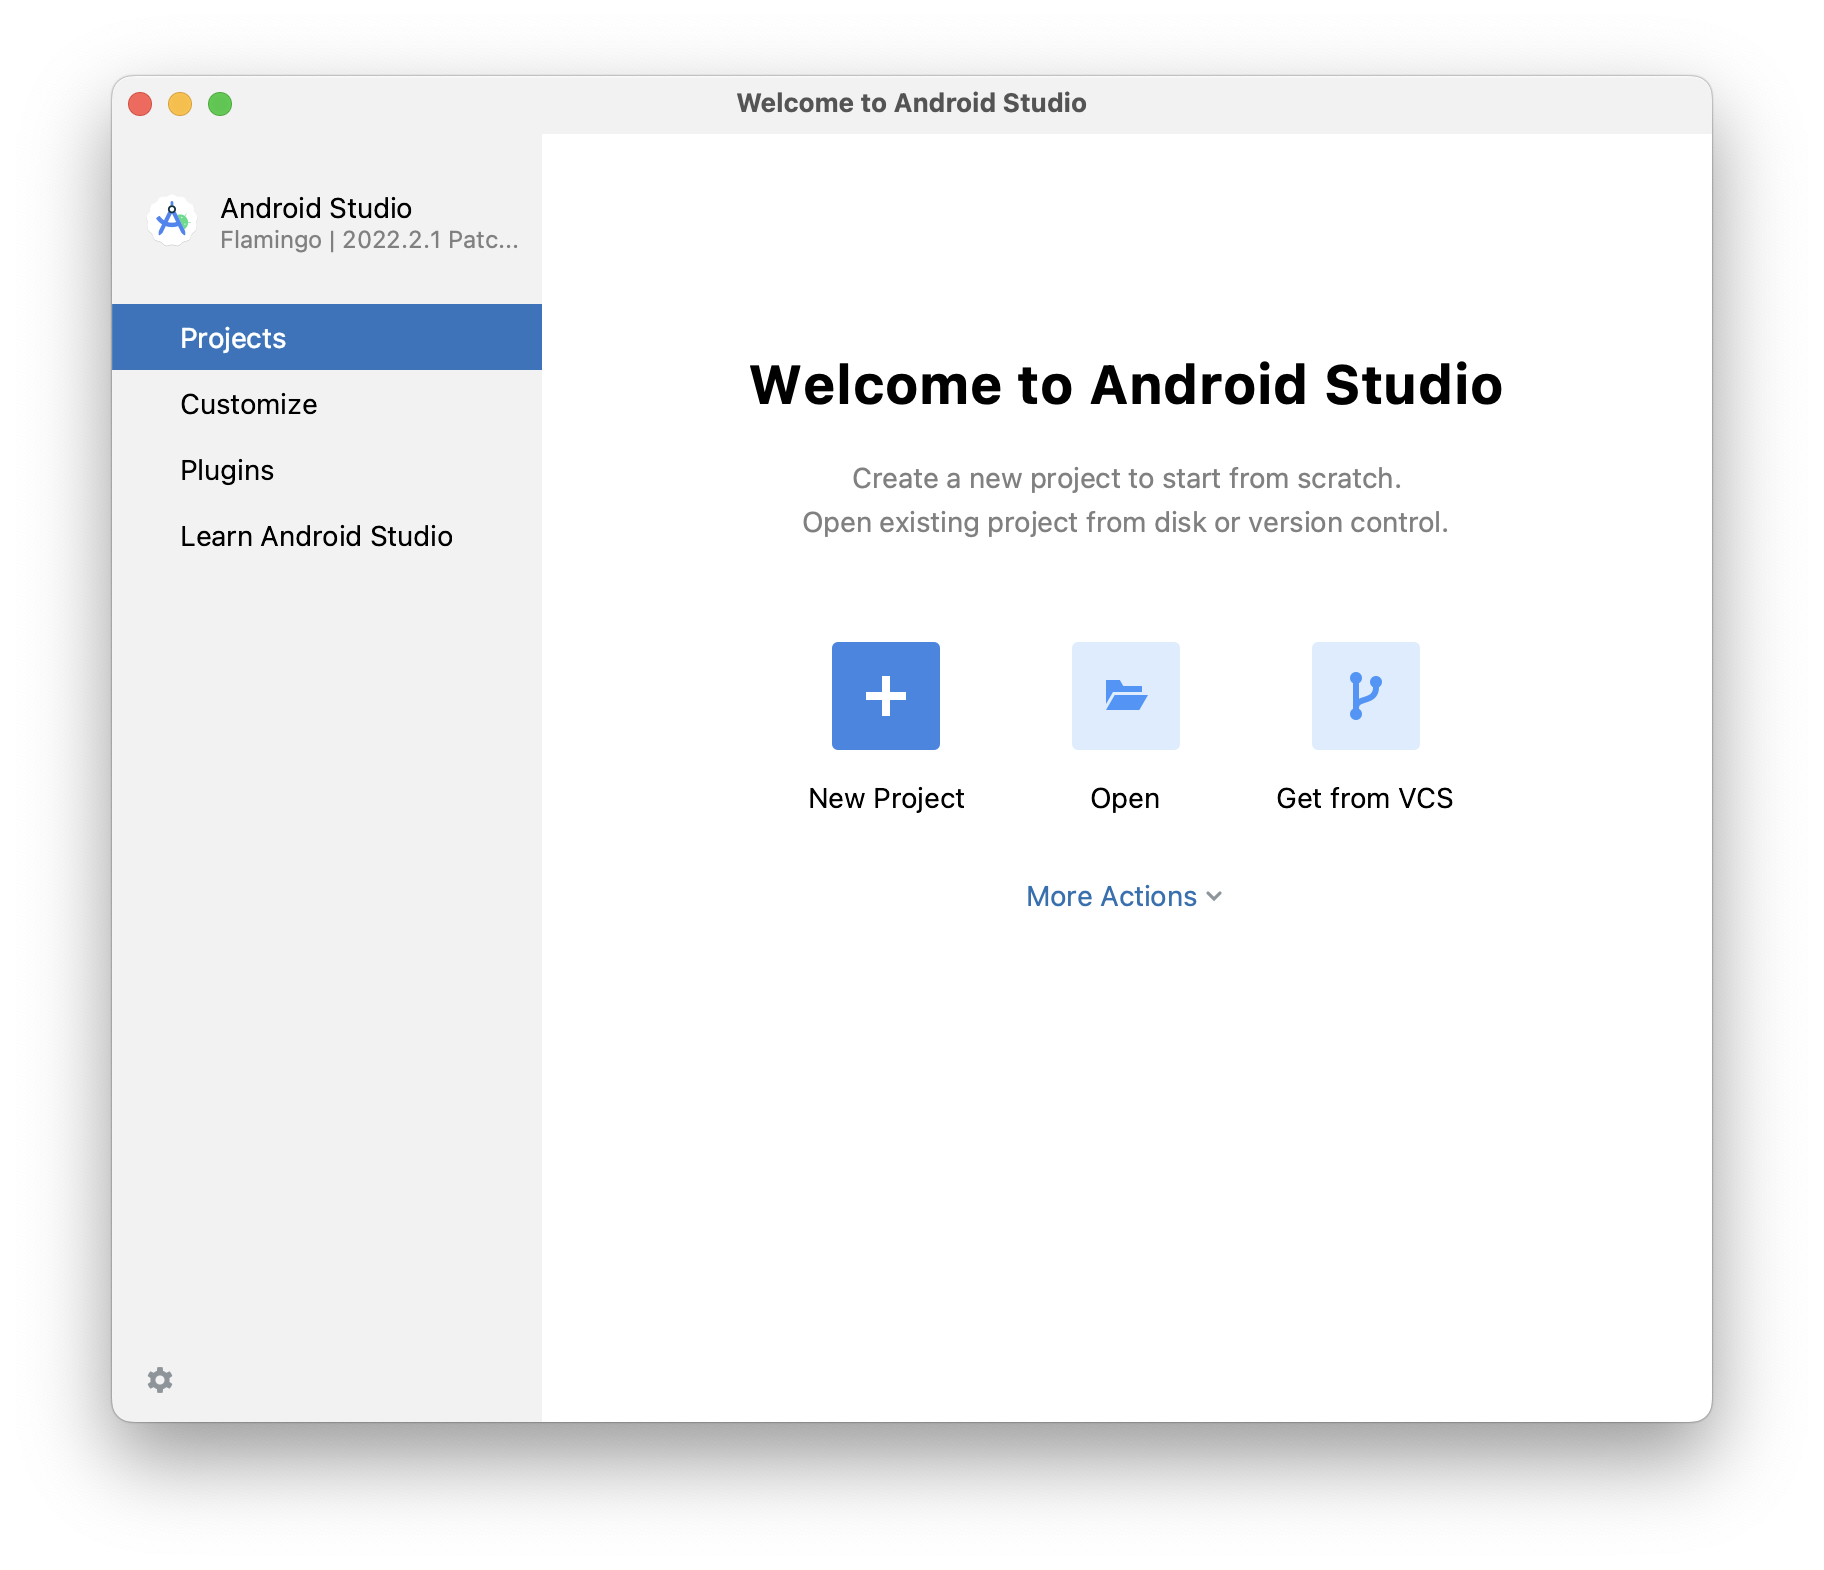 Welcome to Android Studio
Android Studio
Flamingo | 2022.2.1 Patc...
Projects
Customize
Plugins
Learn Android Studio
Welcome to Android Studio
Create a new project to start from scratch.
Open existing project from disk or version control.
New Project
Open
Get from VCS
More Actions